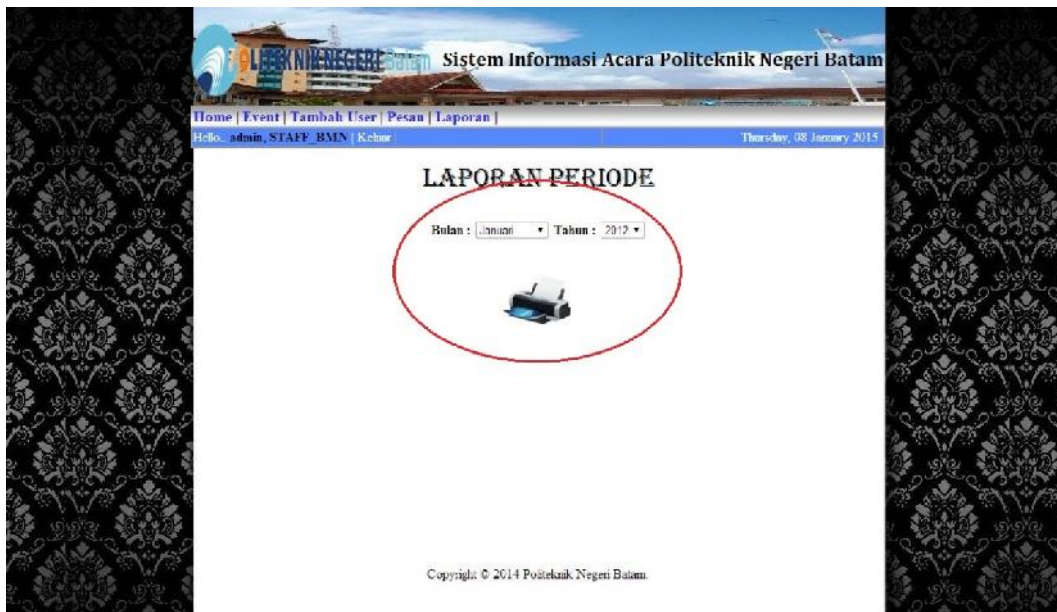 POLITEKNIK NEGERI Batam
Sistem Informasi Acara Politeknik Negeri Batam
Home | Event | Tambah User | Pesan | Laporan |
Hello.. admin, STAFF_BMN | Keluar | Thursday, 08 January 2015
LAPORAN PERIODE
Bulan : Januari Tahun : 2012
Copyright © 2014 Politeknik Negeri Batam.